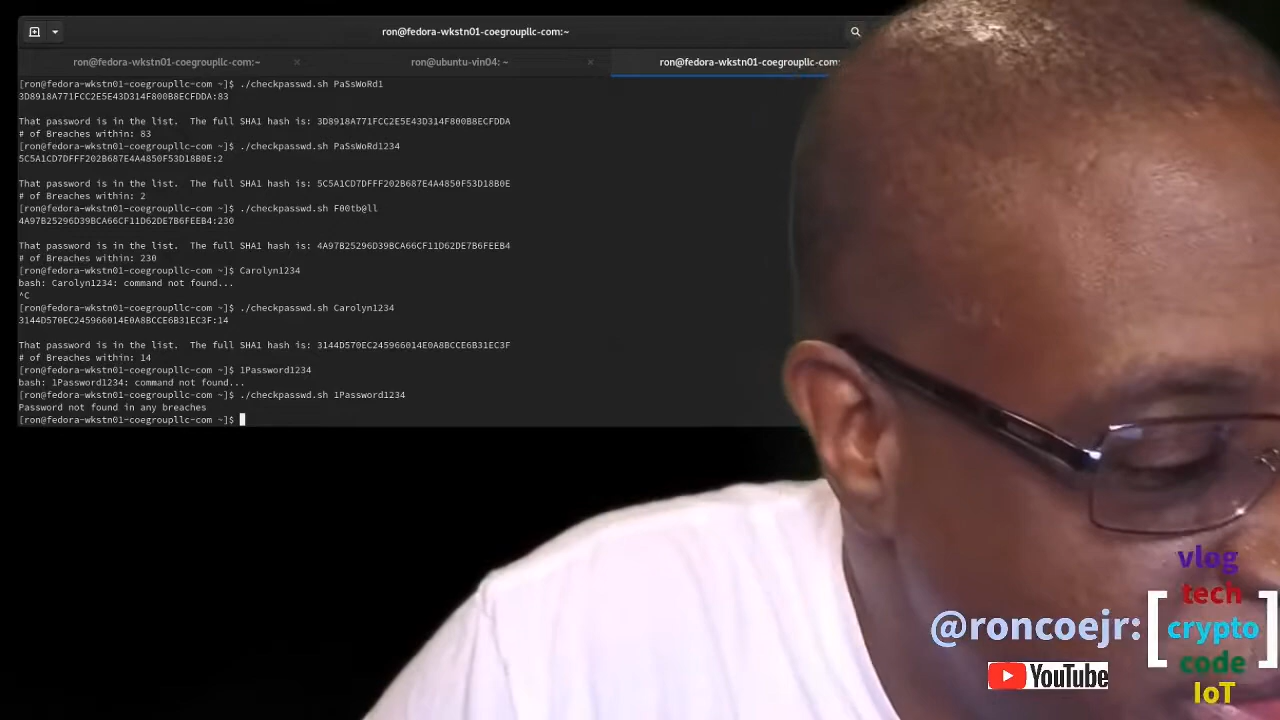 ron@fedora-wkstn01-coegroupllc-com:~
ron@fedora-wkstn01-coegroupllc-com:~
ron@ubuntu-vin04: ~
ron@fedora-wkstn01-coegroupllc-com:
[ron@fedora-wkstn01-coegroupllc-com ~]$ ./checkpasswd.sh PaSsWoRd1
3D8918A771FCC2E5E43D314F800B8ECFDDA:83
That password is in the list.  The full SHA1 hash is: 3D8918A771FCC2E5E43D314F800B8ECFDDA
# of Breaches within: 83
[ron@fedora-wkstn01-coegroupllc-com ~]$ ./checkpasswd.sh PaSsWoRd1234
5C5A1CD7DFFF202B687E4A4850F53D18B0E:2
That password is in the list.  The full SHA1 hash is: 5C5A1CD7DFFF202B687E4A4850F53D18B0E
# of Breaches within: 2
[ron@fedora-wkstn01-coegroupllc-com ~]$ ./checkpasswd.sh F00tb@ll
4A97B25296D39BCA66CF11D62DE7B6FEEB4:230
That password is in the list.  The full SHA1 hash is: 4A97B25296D39BCA66CF11D62DE7B6FEEB4
# of Breaches within: 230
[ron@fedora-wkstn01-coegroupllc-com ~]$ Carolyn1234
bash: Carolyn1234: command not found...
^C
[ron@fedora-wkstn01-coegroupllc-com ~]$ ./checkpasswd.sh Carolyn1234
3144D570EC245966014E0A8BCCE6B31EC3F:14
That password is in the list.  The full SHA1 hash is: 3144D570EC245966014E0A8BCCE6B31EC3F
# of Breaches within: 14
[ron@fedora-wkstn01-coegroupllc-com ~]$ 1Password1234
bash: 1Password1234: command not found...
[ron@fedora-wkstn01-coegroupllc-com ~]$ ./checkpasswd.sh 1Password1234
Password not found in any breaches
[ron@fedora-wkstn01-coegroupllc-com ~]$
@roncoejr:
YouTube
[
vlog
tech
crypto
code
IoT
]